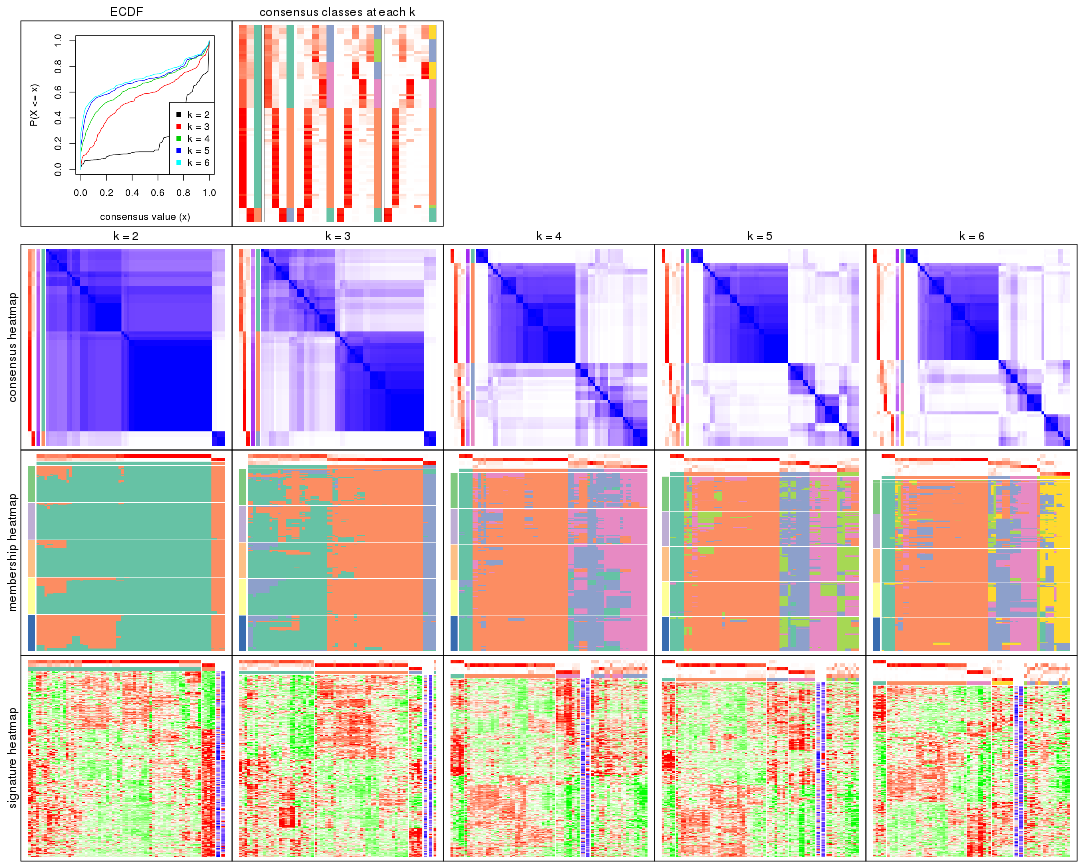 ECDF
consensus classes at each k
P(X <= x)
0.0 0.2 0.4 0.6 0.8 1.0
k = 2
k = 3
k = 4
k = 5
k = 6
0.0 0.2 0.4 0.6 0.8 1.0
consensus value (x)
k = 2
k = 3
k = 4
k = 5
k = 6
consensus heatmap
membership heatmap
signature heatmap